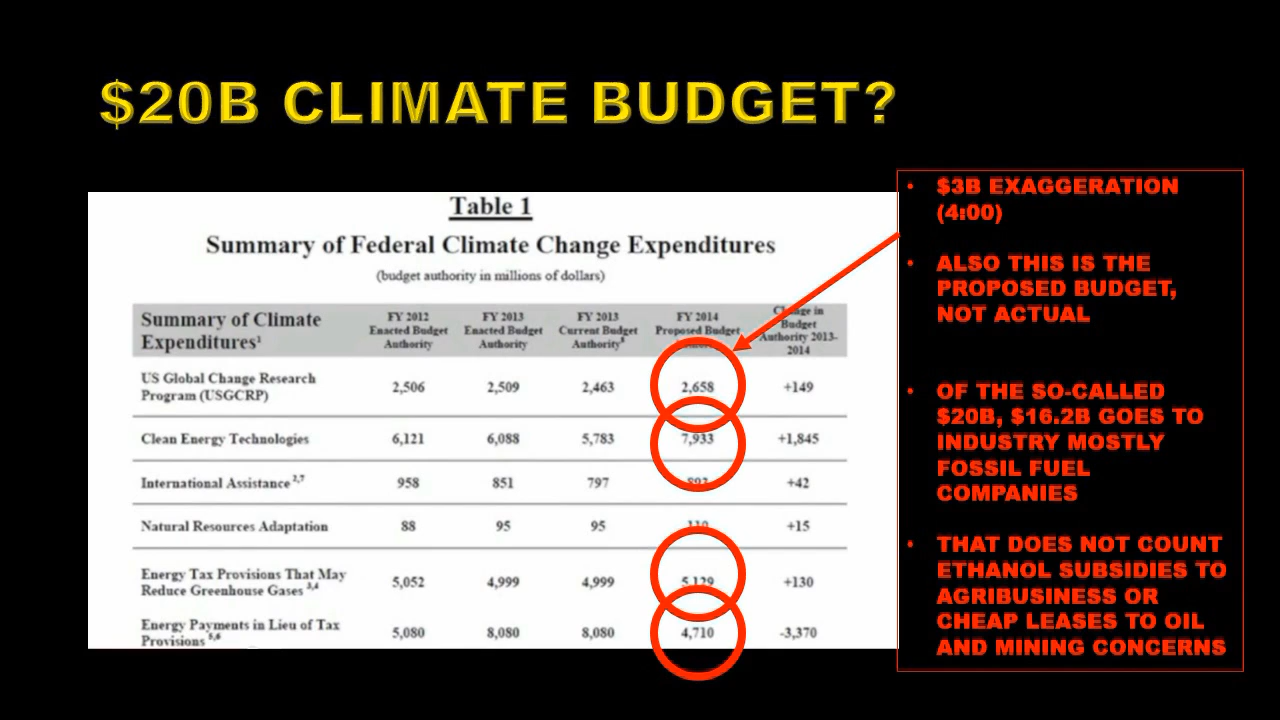 $20B CLIMATE BUDGET?
Table 1
Summary of Federal Climate Change Expenditures
(budget authority in millions of dollars)
Summary of Climate Expenditures¹ FY 2012 Enacted Budget Authority FY 2013 Enacted Budget Authority FY 2013 Current Budget Authority⁸ FY 2014 Proposed Budget Change in Budget Authority 2013-2014
US Global Change Research Program (USGCRP) 2,506 2,509 2,463 2,658 +149
Clean Energy Technologies 6,121 6,088 5,783 7,933 +1,845
International Assistance 2,7 958 851 797 +42
Natural Resources Adaptation 88 95 95 +15
Energy Tax Provisions That May Reduce Greenhouse Gases 3,4 5,052 4,999 4,999 5,129 +130
Energy Payments in Lieu of Tax Provisions 5,6 5,080 8,080 8,080 4,710 -3,370
• $3B EXAGGERATION
(4:00)
• ALSO THIS IS THE
PROPOSED BUDGET,
NOT ACTUAL
• OF THE SO-CALLED
$20B, $16.2B GOES TO
INDUSTRY MOSTLY
FOSSIL FUEL
COMPANIES
• THAT DOES NOT COUNT
ETHANOL SUBSIDIES TO
AGRIBUSINESS OR
CHEAP LEASES TO OIL
AND MINING CONCERNS